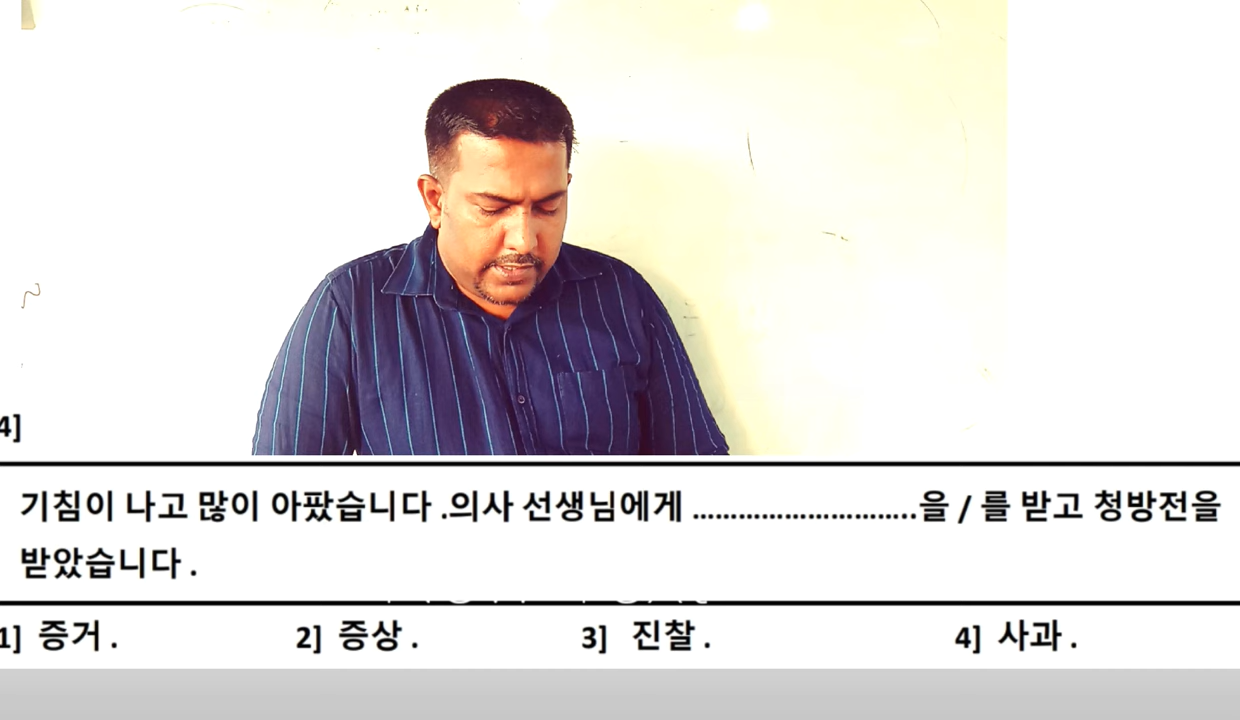 4]
기침이 나고 많이 아팠습니다 .의사 선생님에게 ..............................을 / 를 받고 청방전을
받았습니다 .
1] 증거 . 2] 증상 . 3] 진찰 . 4] 사과 .